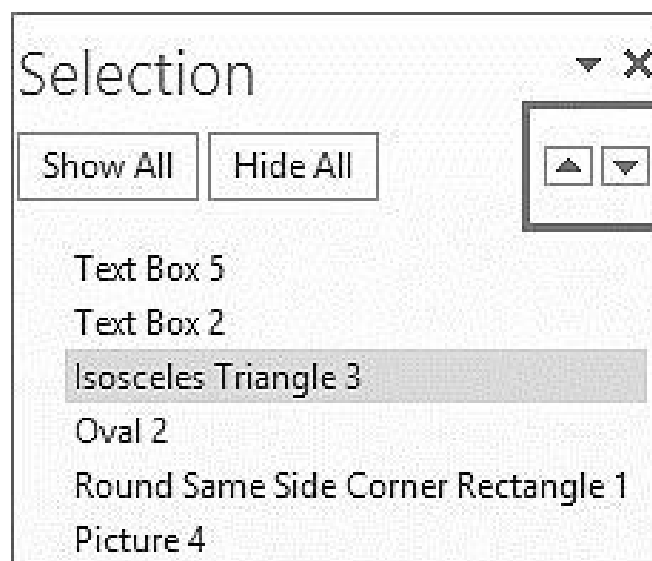 Selection
Show All Hide All
Text Box 5
Text Box 2
Isosceles Triangle 3
Oval 2
Round Same Side Corner Rectangle 1
Picture 4